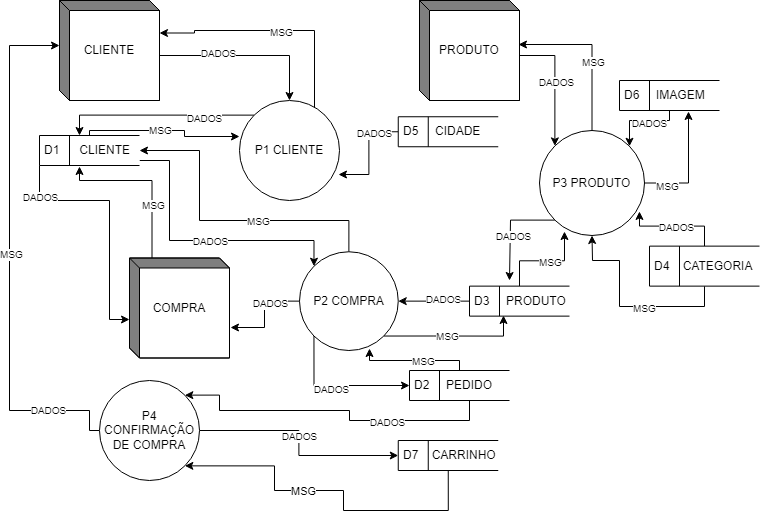 CLIENTE
MSG
DADOS
PRODUTO
MSG
DADOS
D6 IMAGEM
DADOS
DADOS
MSG
D5 CIDADE
DADOS
D1 CLIENTE
P1 CLIENTE
P3 PRODUTO
MSG
DADOS
MSG
MSG
DADOS
DADOS
DADOS
MSG
MSG
D4 CATEGORIA
COMPRA
DADOS
P2 COMPRA
DADOS
D3 PRODUTO
MSG
MSG
MSG
DADOS
D2 PEDIDO
DADOS
P4
CONFIRMAÇÃO
DE COMPRA
DADOS
DADOS
D7 CARRINHO
MSG